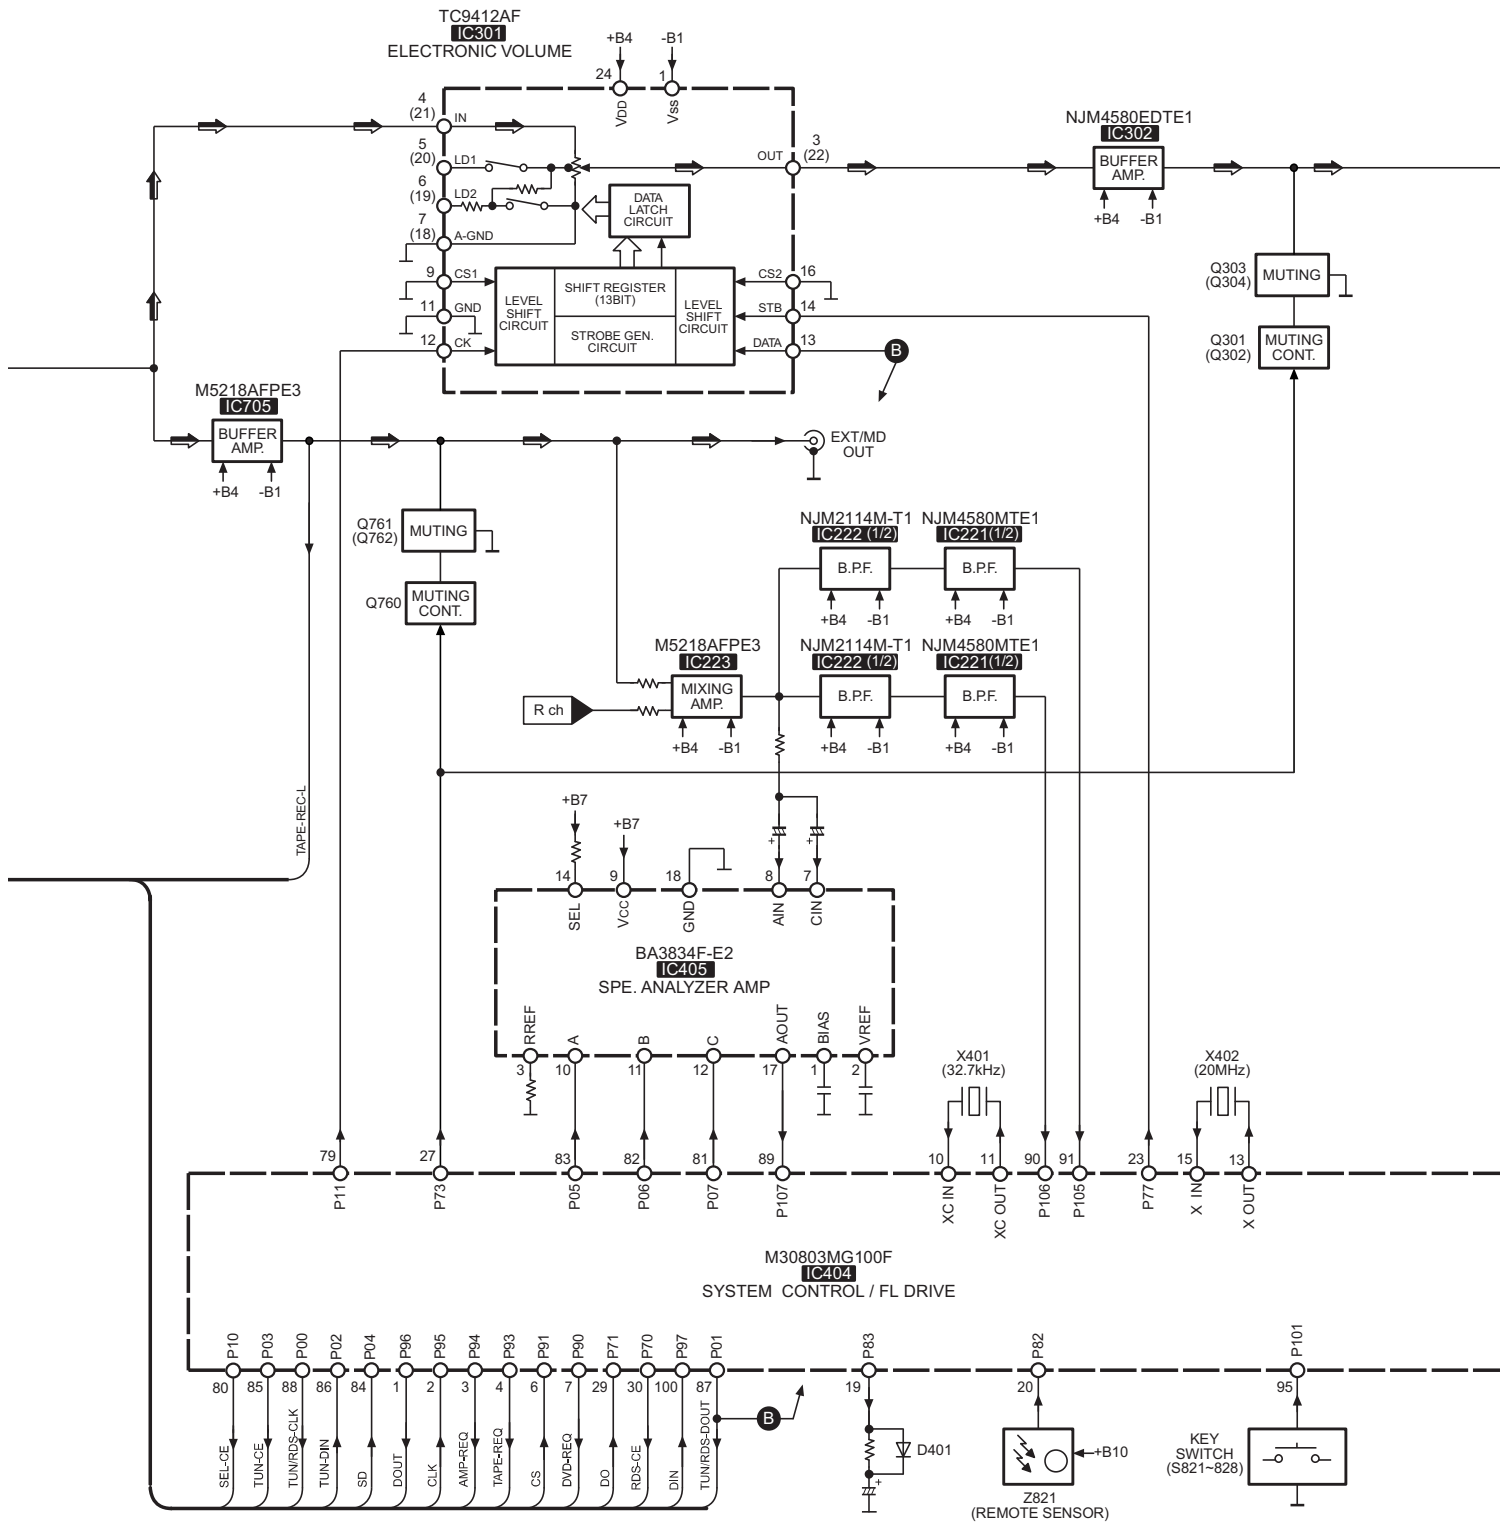 TC9412AF
IC301
ELECTRONIC VOLUME
+B4
-B1
24
1
VDD
Vss
4
(21)
IN
5
(20)
LD1
6
(19)
LD2
7
(18)
A-GND
9
CS1
11
GND
12
CK
OUT
3
(22)
DATA
LATCH
CIRCUIT
LEVEL
SHIFT
CIRCUIT
SHIFT REGISTER
(13BIT)
STROBE GEN.
CIRCUIT
LEVEL
SHIFT
CIRCUIT
CS2
16
STB
14
DATA
13
B
NJM4580EDTE1
IC302
BUFFER
AMP.
+B4
-B1
Q303
(Q304)
MUTING
Q301
(Q302)
MUTING
CONT.
M5218AFPE3
IC705
BUFFER
AMP.
+B4
-B1
EXT/MD
OUT
Q761
(Q762)
MUTING
Q760
MUTING
CONT.
NJM2114M-T1
IC222 (1/2)
B.P.F.
+B4
-B1
NJM4580MTE1
IC221(1/2)
B.P.F.
+B4
-B1
M5218AFPE3
IC223
MIXING
AMP.
+B4
-B1
R ch
NJM2114M-T1
IC222 (1/2)
B.P.F.
+B4
-B1
NJM4580MTE1
IC221(1/2)
B.P.F.
+B4
-B1
TAPE-REC-L
+B7
+B7
+
+
14
9
18
8
7
SEL
VCC
GND
AIN
CIN
BA3834F-E2
IC405
SPE. ANALYZER AMP
RREF
A
B
C
AOUT
BIAS
VREF
3
10
11
12
17
1
2
X401
(32.7kHz)
X402
(20MHz)
79
27
83
82
81
89
10
11
90
91
23
15
13
P11
P73
P05
P06
P07
P107
XC IN
XC OUT
P106
P105
P77
X IN
X OUT
M30803MG100F
IC404
SYSTEM CONTROL / FL DRIVE
P10
P03
P00
P02
P04
P96
P95
P94
P93
P91
P90
P71
P70
P97
P01
P83
P82
P101
80
85
88
86
84
1
2
3
4
6
7
29
30
100
87
19
20
95
SEL-CE
TUN-CE
TUN/RDS-CLK
TUN-DIN
SD
DOUT
CLK
AMP-REQ
TAPE-REQ
CS
DVD-REQ
DO
RDS-CE
DIN
TUN/RDS-DOUT
B
D401
+
+B10
Z821
(REMOTE SENSOR)
KEY
SWITCH
(S821~828)